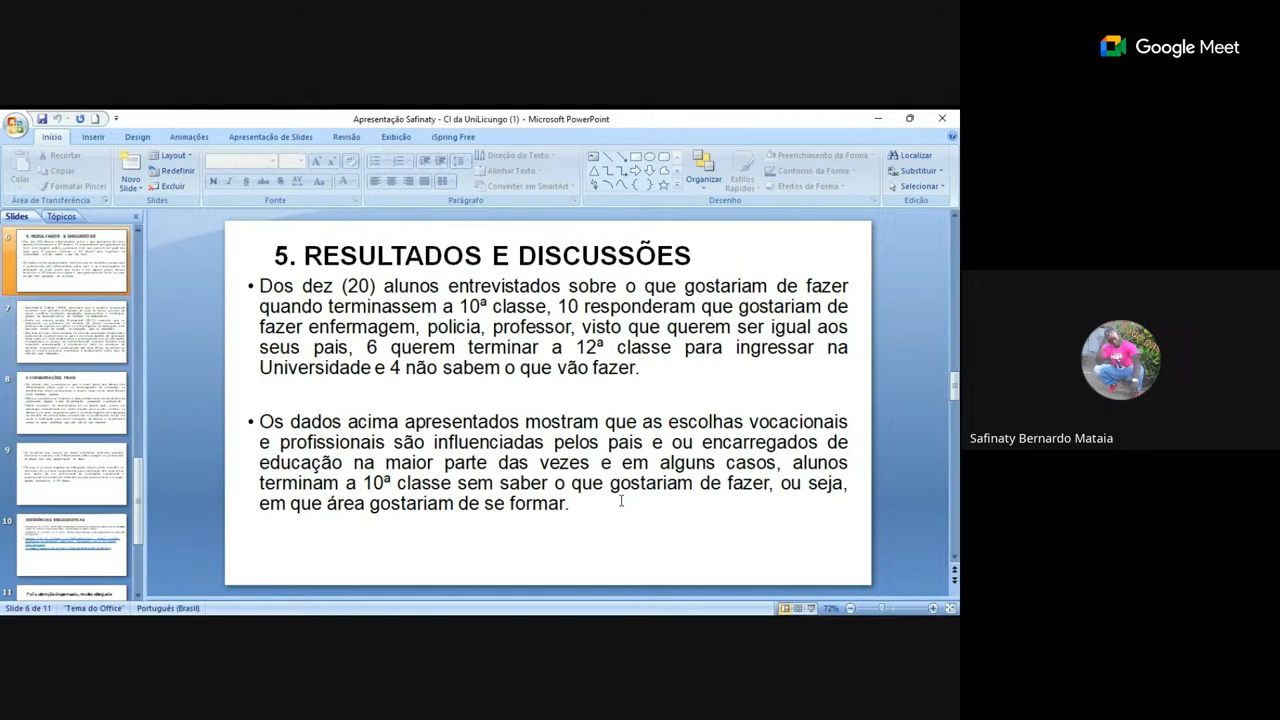 Google Meet
Apresentação Safinaty - CI da UniLicungo (1) - Microsoft PowerPoint
Início
Inserir
Design
Animações
Apresentação de Slides
Revisão
Exibição
iSpring Free
Colar
Recortar
Copiar
Formatar Pincel
Área de Transferência
Novo Slide
Layout
Redefinir
Excluir
Slides
Fonte
Parágrafo
Direção do Texto
Alinhar Texto
Converter em SmartArt
Organizar
Estilos Rápidos
Preenchimento da Forma
Contorno da Forma
Efeitos de Forma
Desenho
Localizar
Substituir
Selecionar
Edição
Slides
Tópicos
6
7
8
9
10
11
5. RESULTADOS E DISCUSSÕES
• Dos dez (20) alunos entrevistados sobre o que gostariam de fazer
quando terminassem a 10ª classe, 10 responderam que gostariam de
fazer enfermagem, policia professor, visto que querem ser igual aos
seus pais, 6 querem terminar a 12ª classe para ingressar na
Universidade e 4 não sabem o que vão fazer.
• Os dados acima apresentados mostram que as escolhas vocacionais
e profissionais são influenciadas pelos pais e ou encarregados de
educação na maior parte das vezes e em alguns casos, alunos
terminam a 10ª classe sem saber o que gostariam de fazer, ou seja,
em que área gostariam de se formar.
Safinaty Bernardo Mataia
Slide 6 de 11
"Tema do Office"
Português (Brasil)
72%